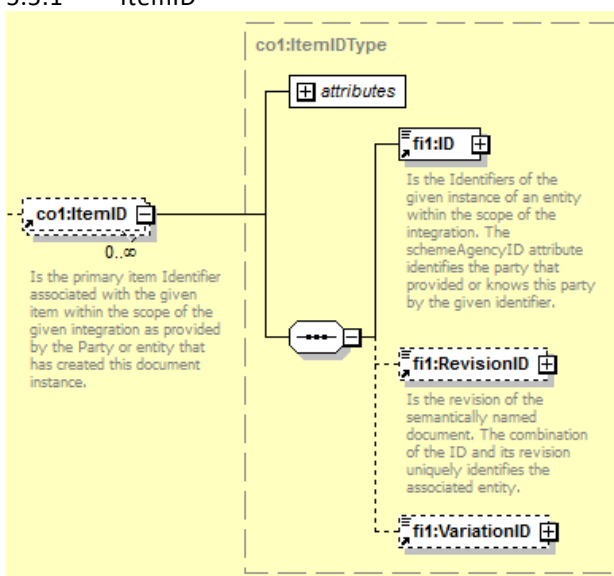 5.5.1 ItemID
co1:ItemIDType
attributes
fi1:ID
Is the Identifiers of the
given instance of an entity
within the scope of the
integration. The
schemeAgencyID attribute
identifies the party that
provided or knows this party
by the given identifier.
co1:ItemID
0..∞
Is the primary item Identifier
associated with the given
item within the scope of the
given integration as provided
by the Party or entity that
has created this document
instance.
fi1:RevisionID
Is the revision of the
semantically named
document. The combination
of the ID and its revision
uniquely identifies the
associated entity.
fi1:VariationID